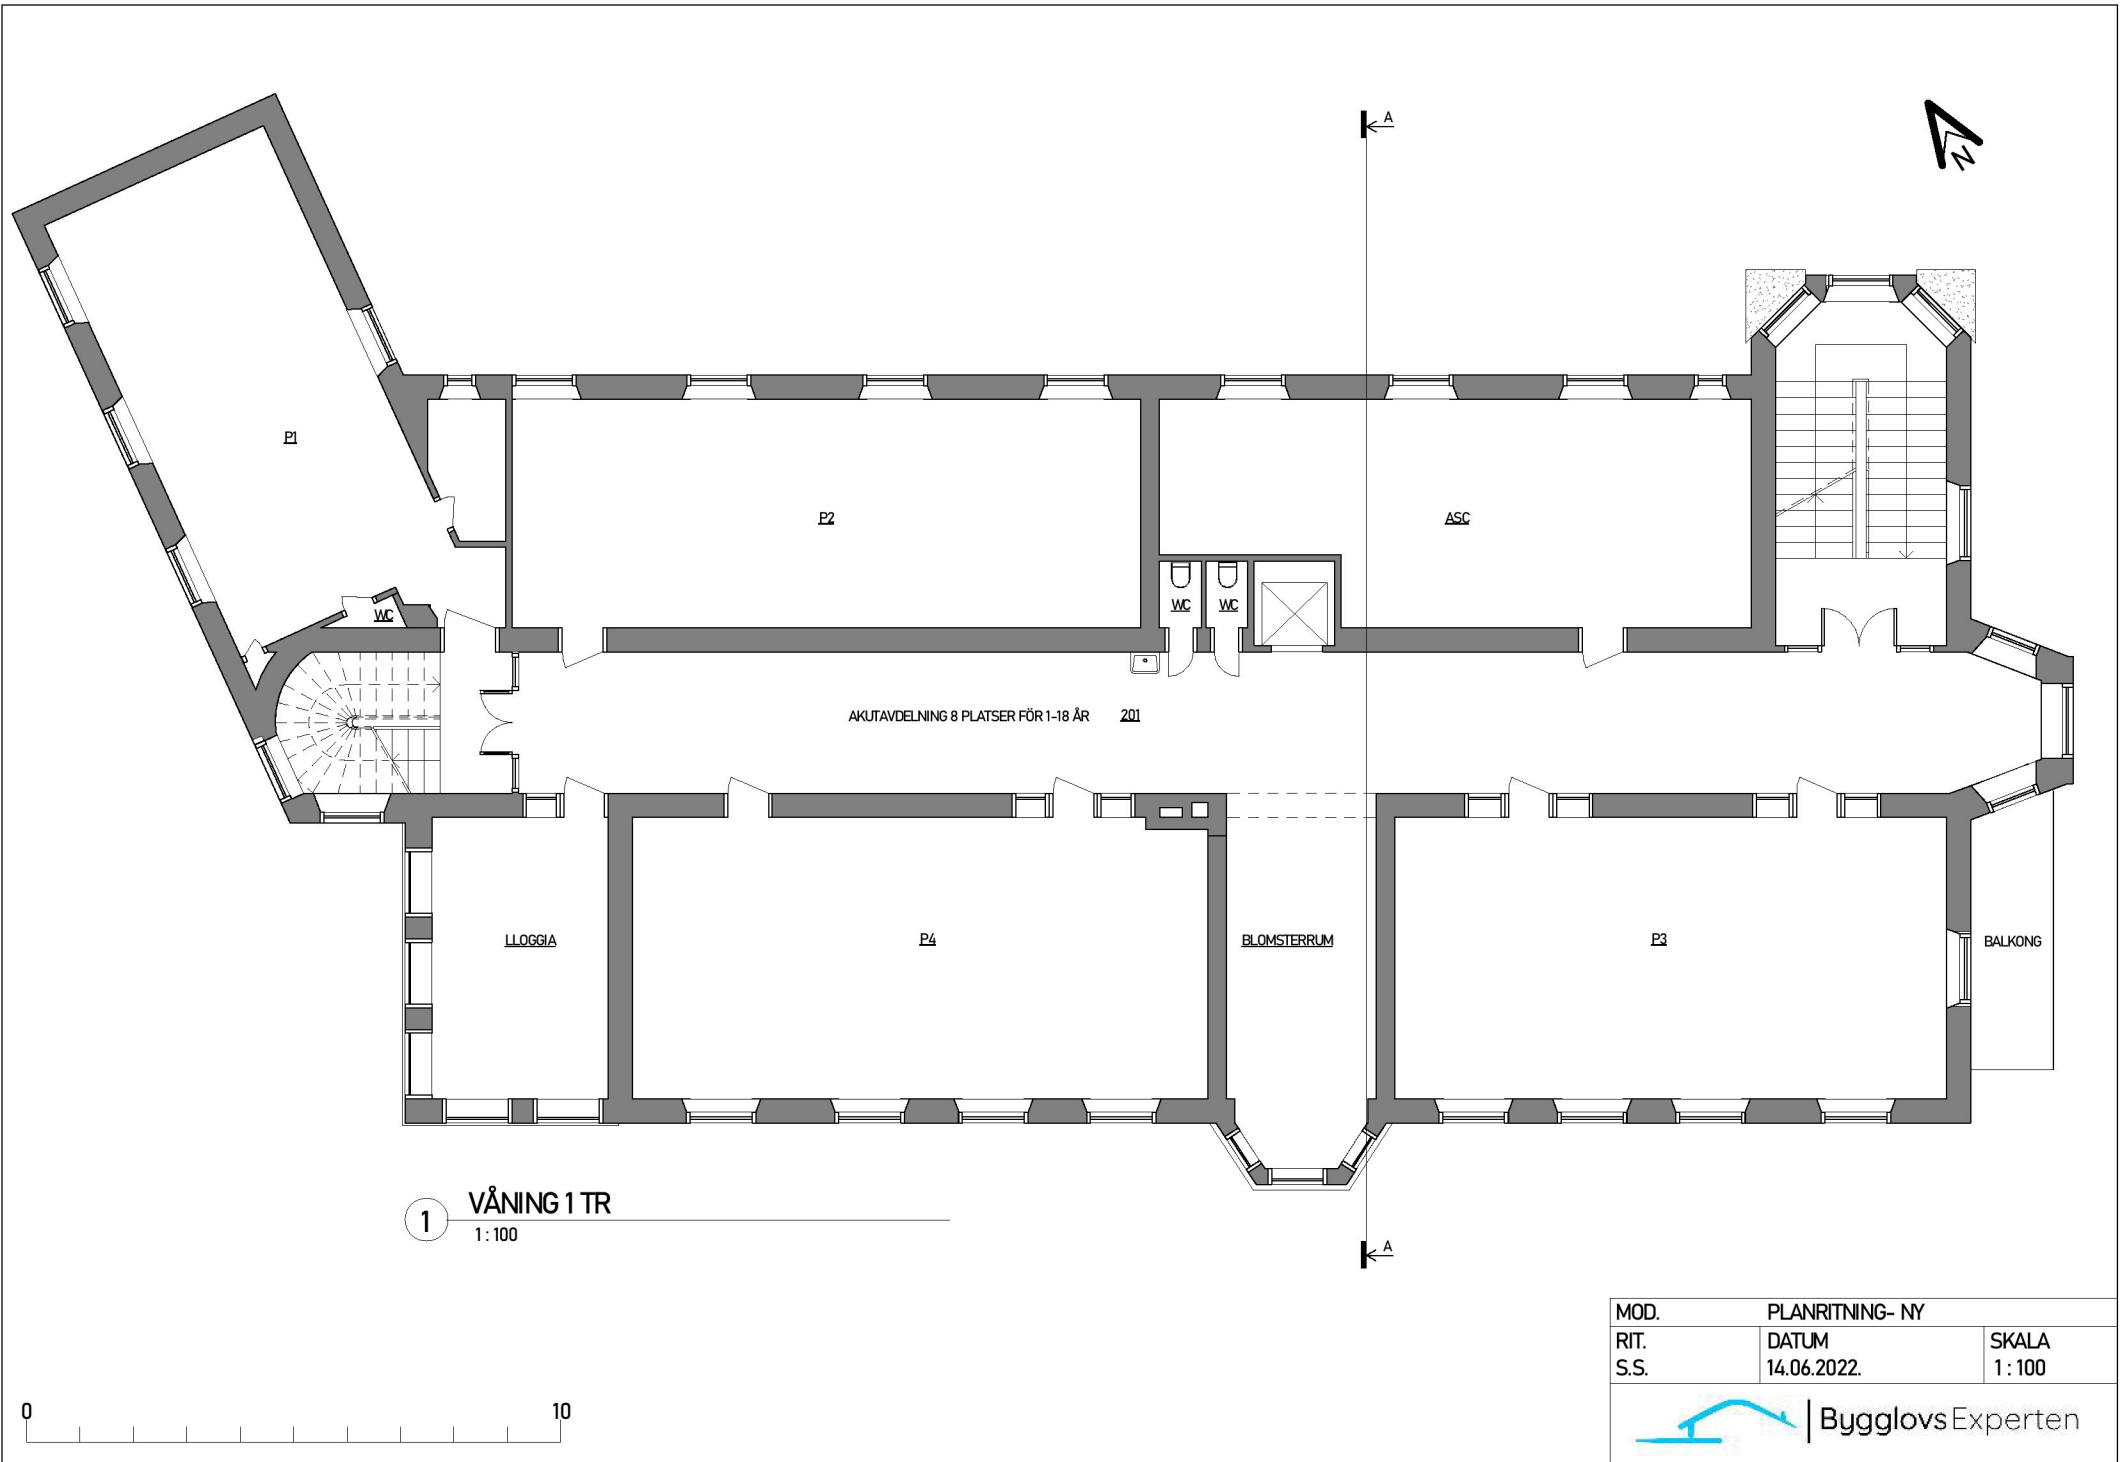 A
N
P1
P2
ASC
WC
WC
WC
AKUTAVDELNING 8 PLATSER FÖR 1-18 ÅR 201
LLOGGIA
P4
BLOMSTERRUM
P3
BALKONG
1
VÅNING 1 TR
1 : 100
A
0 10
MOD. PLANRITNING- NY
RIT. DATUM SKALA
S.S. 14.06.2022. 1 : 100
BygglovsExperten